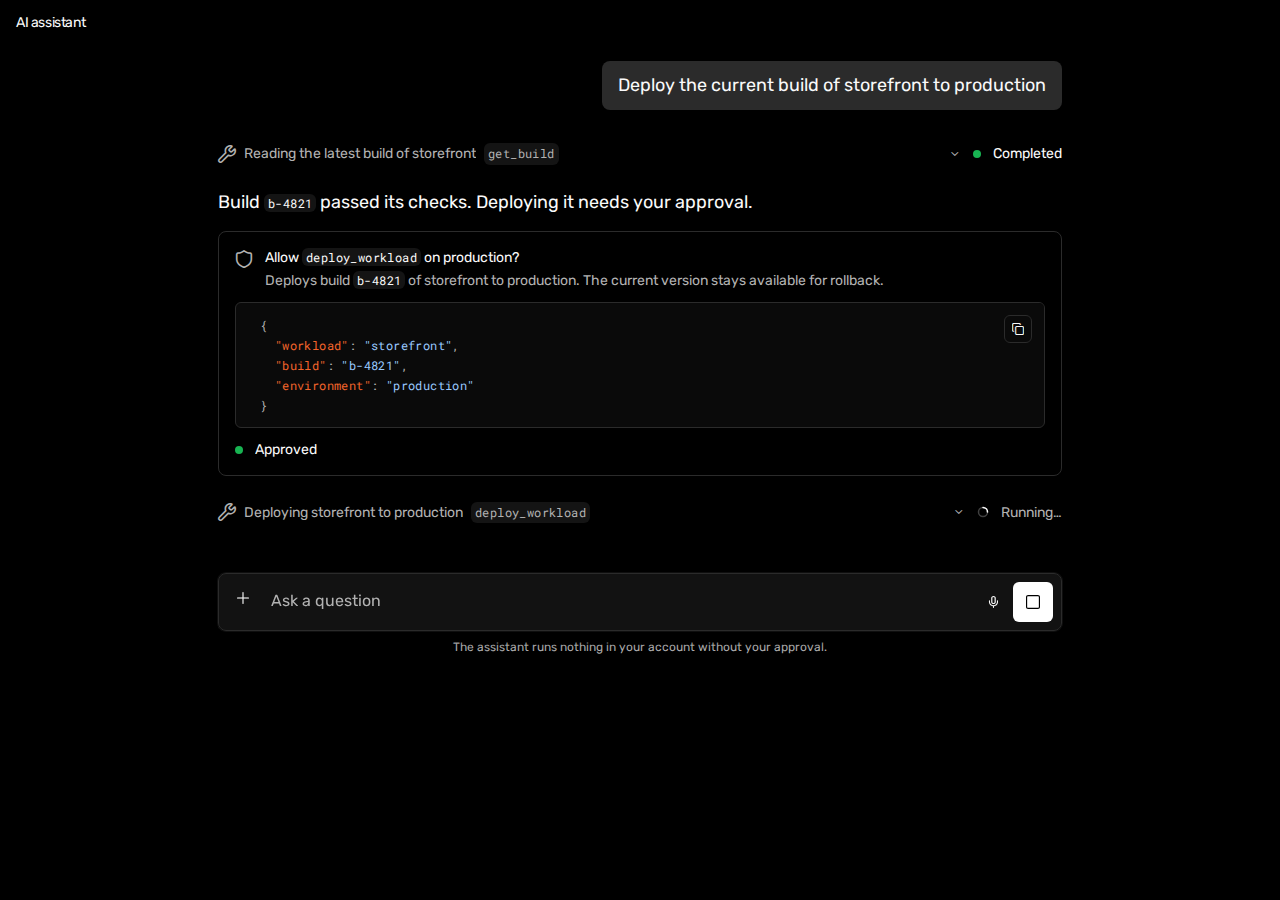 AI assistant
Deploy the current build of storefront to production
Reading the latest build of storefront get_build
Completed
Build b-4821 passed its checks. Deploying it needs your approval.
Allow deploy_workload on production?
Deploys build b-4821 of storefront to production. The current version stays available for rollback.
{
"workload": "storefront",
"build": "b-4821",
"environment": "production"
}
Approved
Deploying storefront to production deploy_workload
Running…
Ask a question
The assistant runs nothing in your account without your approval.